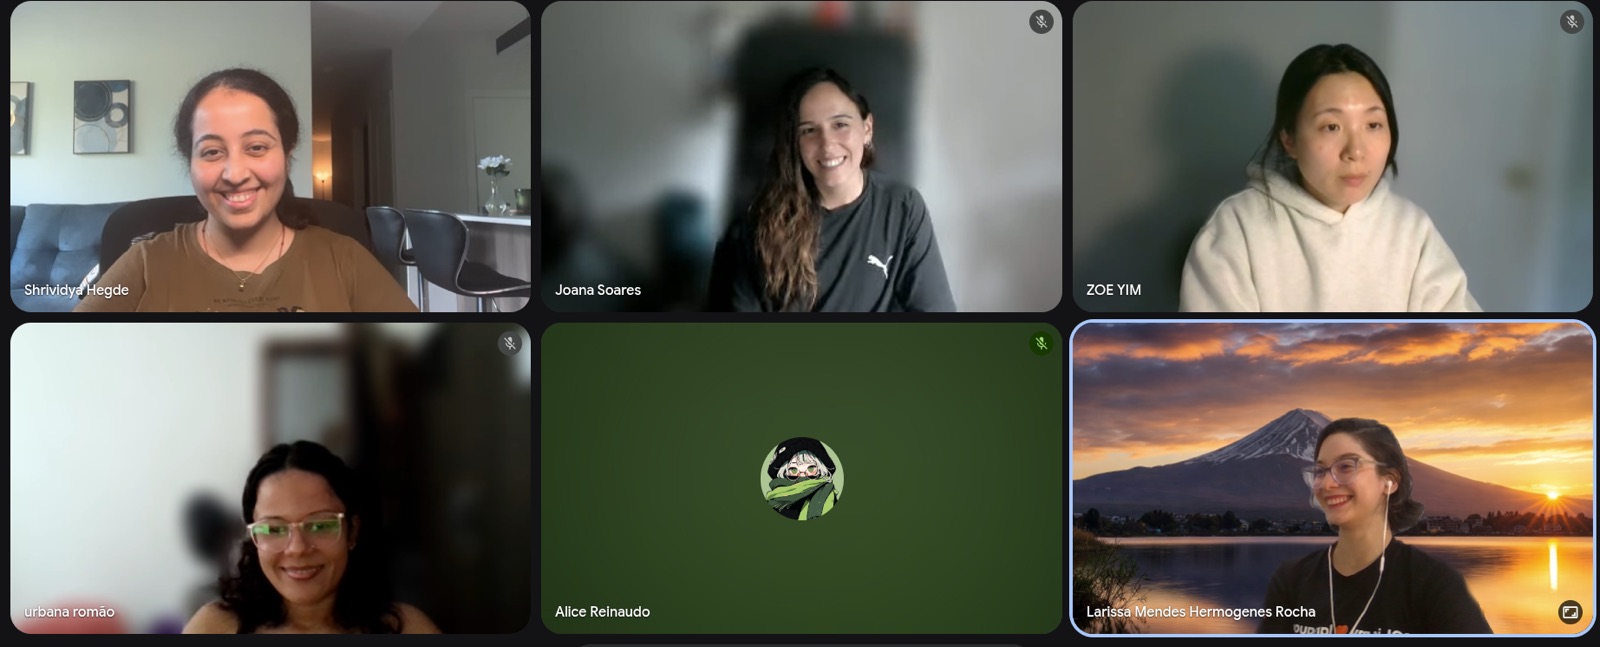 Shrividya Hegde
Joana Soares
ZOE YIM
urbana romão
Alice Reinaudo
Larissa Mendes Hermogenes Rocha